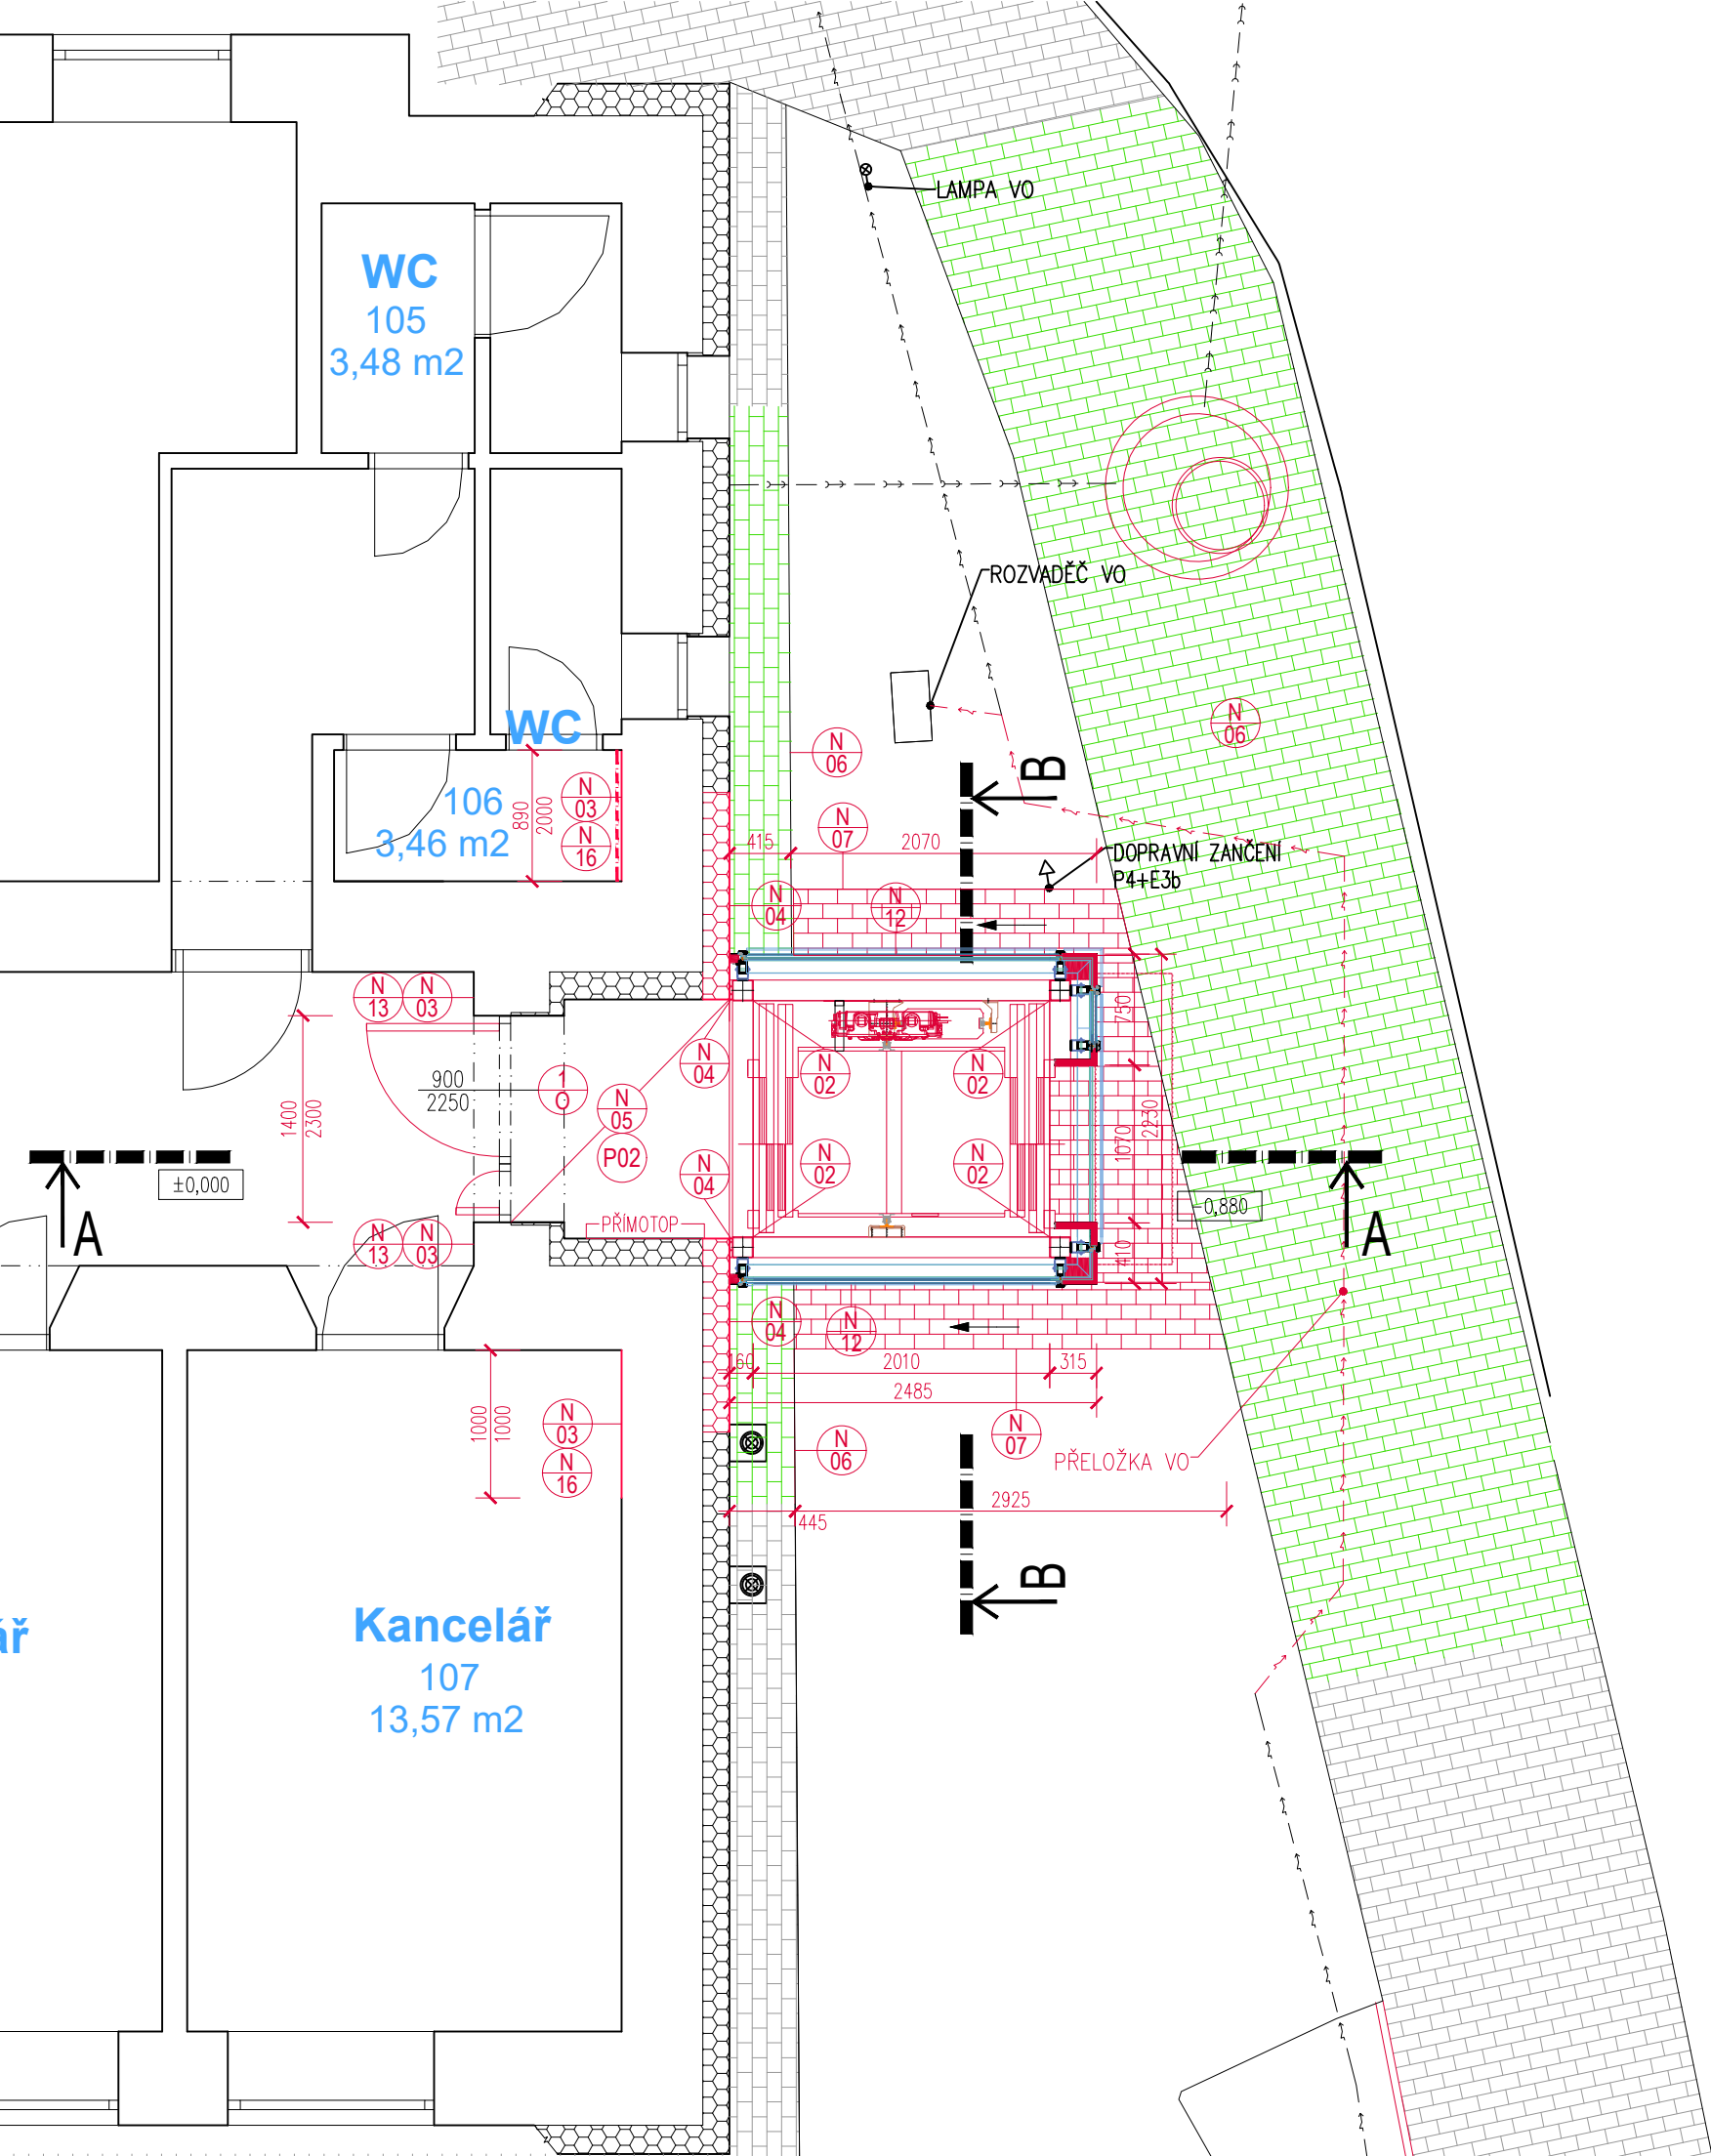 LAMPA VO
WC
105
3,48 m2
ROZVADĚČ VO
WC
106
3,46 m2
890
2000
N
03
N
16
N
06
N
06
N
07
415
2070
DOPRAVNÍ ZANČENÍ
P4+E3b
B
N
04
N
12
N
13
N
03
1400
2300
900
2250
1
O
N
05
P02
N
04
N
04
N
02
N
02
N
02
N
02
750
1070
2230
410
±0,000
A
-0,880
A
PŘÍMOTOP
N
13
N
03
N
04
N
12
160
2010
315
2485
1000
1000
N
03
N
16
N
06
N
07
PŘELOŽKA VO
2925
445
B
Kancelář
107
13,57 m2
ář